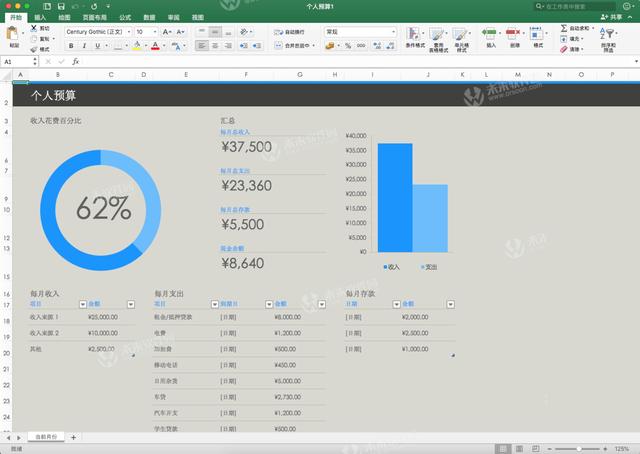 个人预算1
在工作表中搜索
开始 插入 页面布局 公式 数据 审阅 视图
共享
粘贴 剪切 Century Gothic (正文) 10 自动换行 常规 条件格式 套用表格格式 单元格样式 插入 删除 格式 自动求和 排序和筛选
复制 格式 合并后居中 填充 清除
A1 fx
A B C D E F G H I J K L M N O P
个人预算
收入花费百分比 汇总
62%
每月总收入
¥37,500
每月总支出
¥23,360
每月总存款
¥5,500
现金余额
¥8,640
¥40,000
¥35,000
¥30,000
¥25,000
¥20,000
¥15,000
¥10,000
¥5,000
¥0
收入 支出
每月收入 每月支出 每月存款
项目 金额 项目 到期日 金额 日期 金额
收入来源 1 ¥25,000.00 租金/抵押贷款 [日期] ¥8,000.00 [日期] ¥2,000.00
收入来源 2 ¥10,000.00 电费 [日期] ¥1,200.00 [日期] ¥2,500.00
其他 ¥2,500.00 加油费 [日期] ¥500.00 [日期] ¥1,000.00
移动电话 [日期] ¥450.00
日用杂货 [日期] ¥5,000.00
车贷 [日期] ¥2,730.00
汽车开支 [日期] ¥1,200.00
学生贷款 [日期] ¥500.00
当前月份
就绪 125%